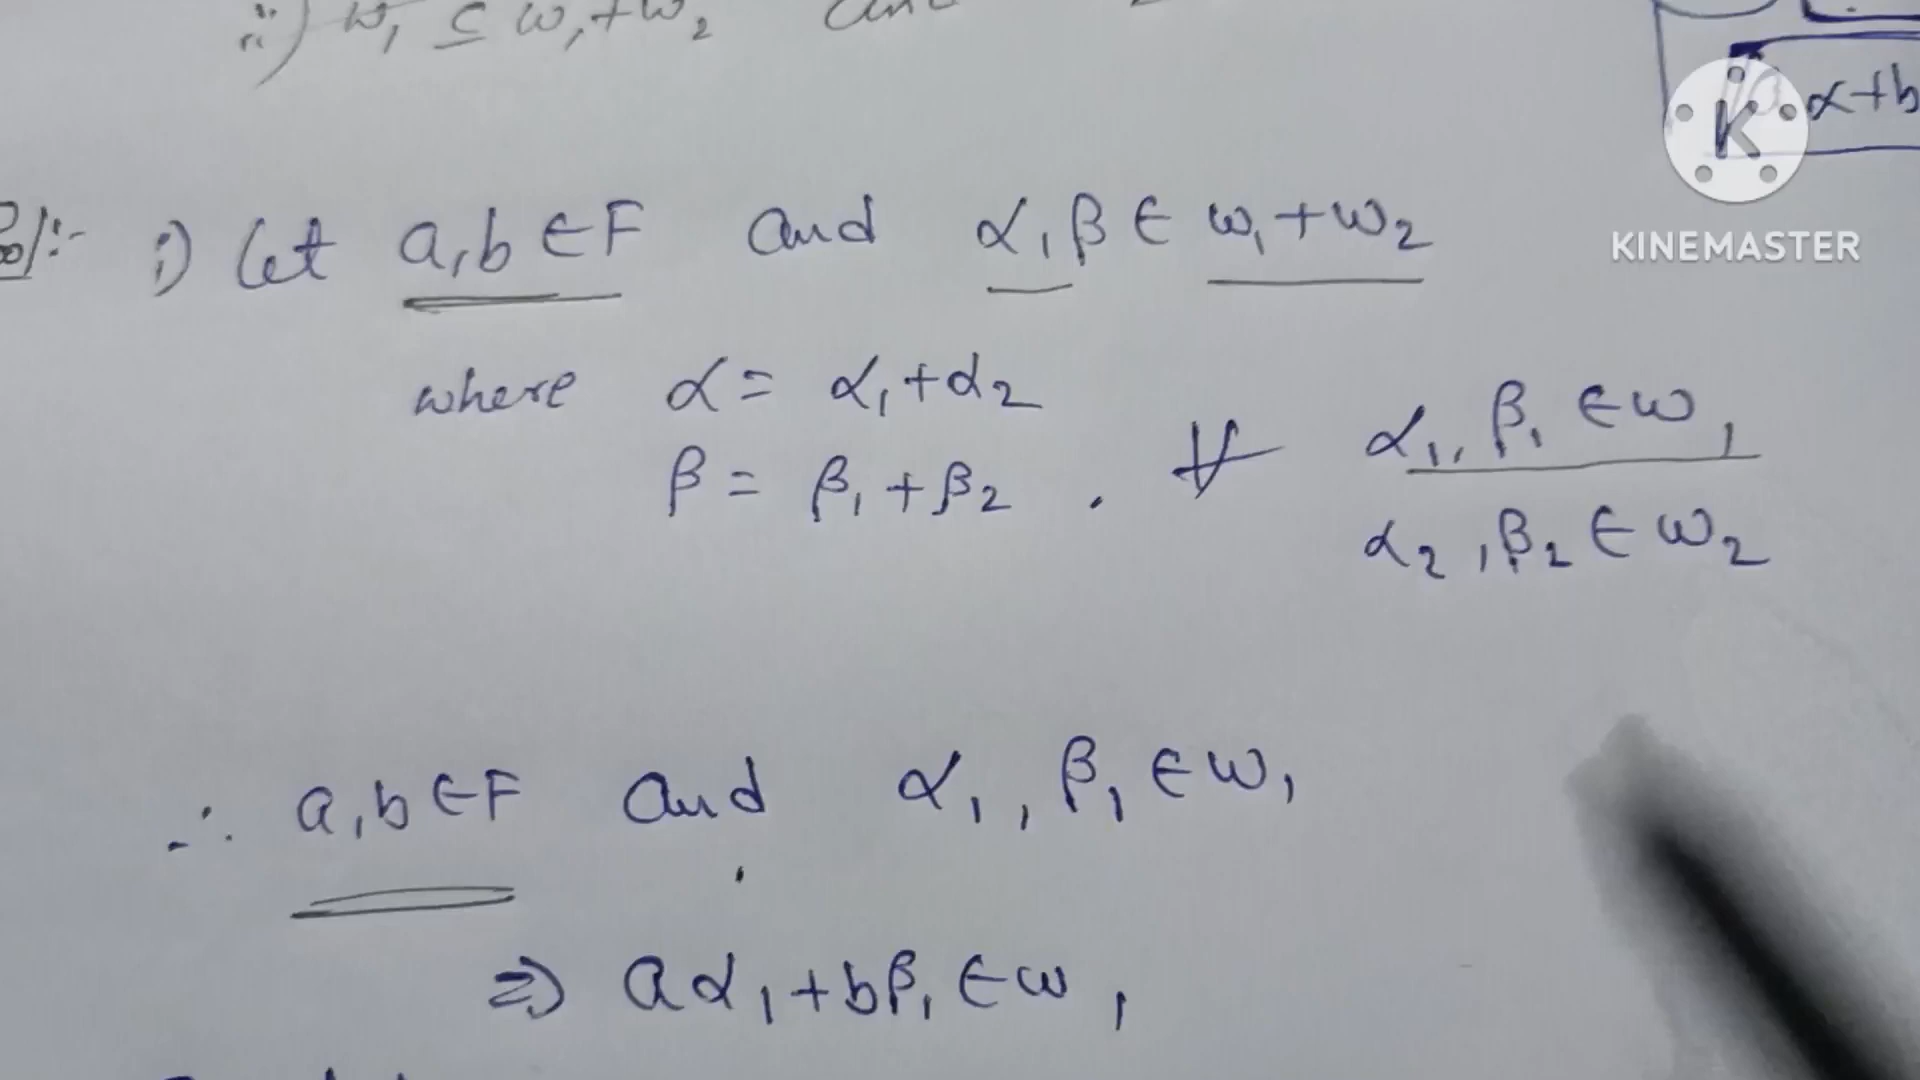 ii) W₁ ⊆ W₁+W₂ and
α+b
K
KINEMASTER
Sol:- i) Let a,b ∈ F and α,β ∈ W₁+W₂
where α = α₁+α₂
β = β₁+β₂ . ∀ α₁,β₁ ∈ W₁
α₂,β₂ ∈ W₂
∴ a,b ∈ F and α₁,β₁ ∈ W₁
⇒ aα₁+bβ₁ ∈ W₁